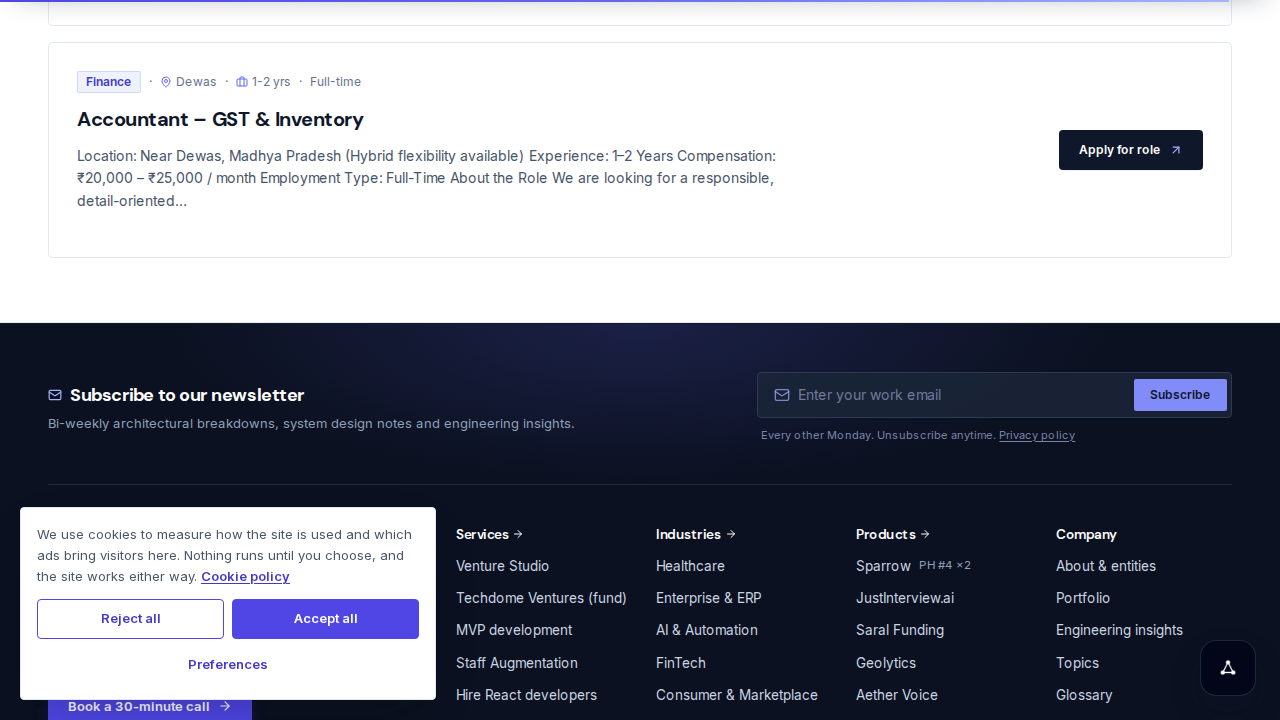 Finance · Dewas · 1-2 yrs · Full-time
Accountant – GST & Inventory
Location: Near Dewas, Madhya Pradesh (Hybrid flexibility available) Experience: 1–2 Years Compensation:
₹20,000 – ₹25,000 / month Employment Type: Full-Time About the Role We are looking for a responsible,
detail-oriented...
Apply for role
Subscribe to our newsletter
Bi-weekly architectural breakdowns, system design notes and engineering insights.
Enter your work email
Subscribe
Every other Monday. Unsubscribe anytime. Privacy policy
We use cookies to measure how the site is used and which
ads bring visitors here. Nothing runs until you choose, and
the site works either way. Cookie policy
Reject all
Accept all
Preferences
Book a 30-minute call
Services
Venture Studio
Techdome Ventures (fund)
MVP development
Staff Augmentation
Hire React developers
Industries
Healthcare
Enterprise & ERP
AI & Automation
FinTech
Consumer & Marketplace
Products
Sparrow PH #4 ×2
JustInterview.ai
Saral Funding
Geolytics
Aether Voice
Company
About & entities
Portfolio
Engineering insights
Topics
Glossary